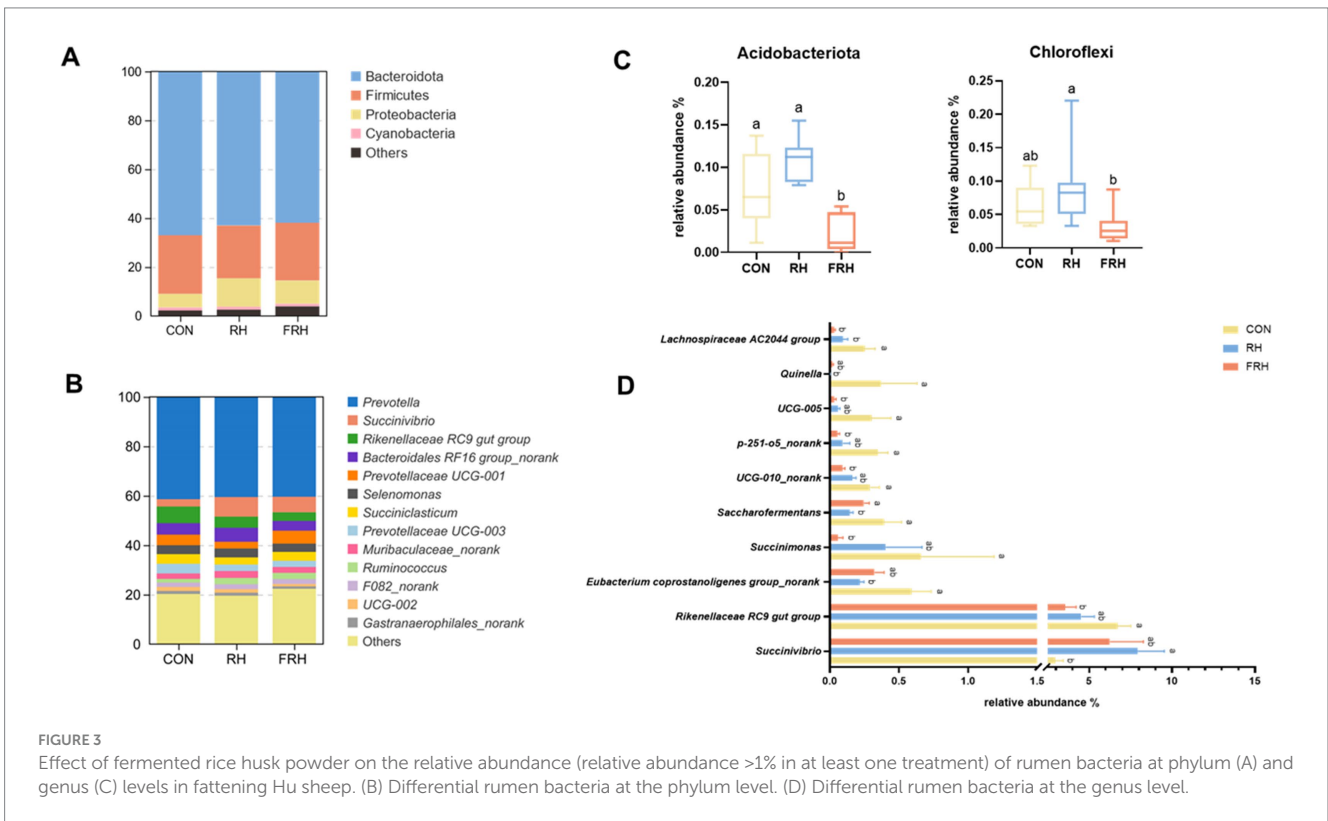 A
100
80
60
40
20
0
CON RH FRH
Bacteroidota
Firmicutes
Proteobacteria
Cyanobacteria
Others
B
100
80
60
40
20
0
CON RH FRH
Prevotella
Succinivibrio
Rikenellaceae RC9 gut group
Bacteroidales RF16 group_norank
Prevotellaceae UCG-001
Selenomonas
Succiniclasticum
Prevotellaceae UCG-003
Muribaculaceae_norank
Ruminococcus
F082_norank
UCG-002
Gastranaerophilales_norank
Others
C
Acidobacteriota
relative abundance %
0.20
0.15
0.10
0.05
0.00
a a b
CON RH FRH
Chloroflexi
relative abundance %
0.25
0.20
0.15
0.10
0.05
0.00
ab a b
CON RH FRH
D
CON
RH
FRH
Lachnospiraceae AC2044 group
b
b
a
Quinella
ab
b
a
UCG-005
b
ab
a
p-251-o5_norank
b
ab
a
UCG-010_norank
b
ab
a
Saccharofermentans
a
b
a
Succinimonas
b
ab
a
Eubacterium coprostanoligenes group_norank
ab
b
a
Rikenellaceae RC9 gut group
b
ab
a
Succinivibrio
ab
a
b
0.0 0.5 1.0 1.5 5 10 15
relative abundance %
FIGURE 3
Effect of fermented rice husk powder on the relative abundance (relative abundance >1% in at least one treatment) of rumen bacteria at phylum (A) and
genus (C) levels in fattening Hu sheep. (B) Differential rumen bacteria at the phylum level. (D) Differential rumen bacteria at the genus level.